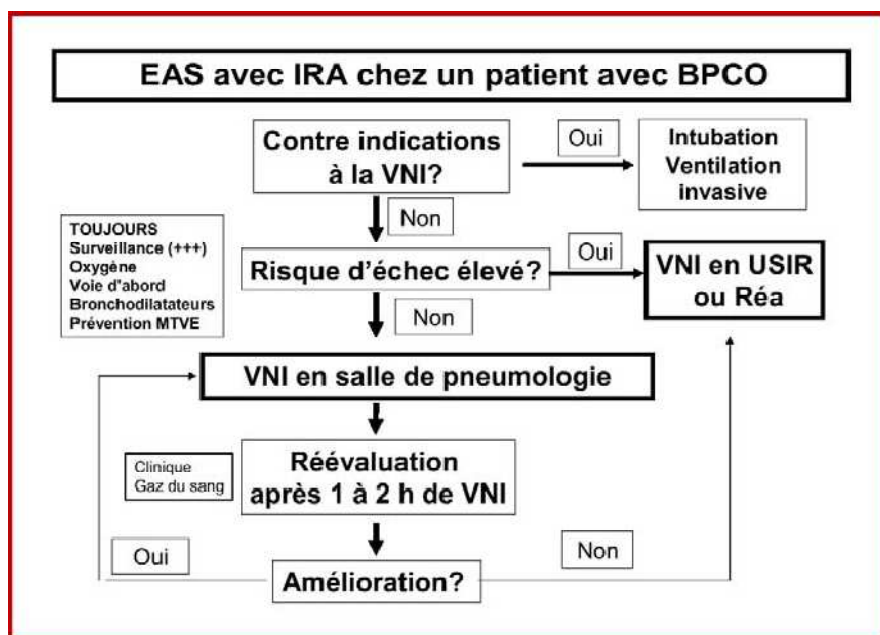 EAS avec IRA chez un patient avec BPCO
Contre indications
à la VNI?
Oui
Intubation
Ventilation
invasive
Non
TOUJOURS
Surveillance (+++)
Oxygène
Voie d'abord
Bronchodilatateurs
Prévention MTVE
Risque d'échec élevé?
Oui
VNI en USIR
ou Réa
Non
VNI en salle de pneumologie
Clinique
Gaz du sang
Réévaluation
après 1 à 2 h de VNI
Oui
Amélioration?
Non